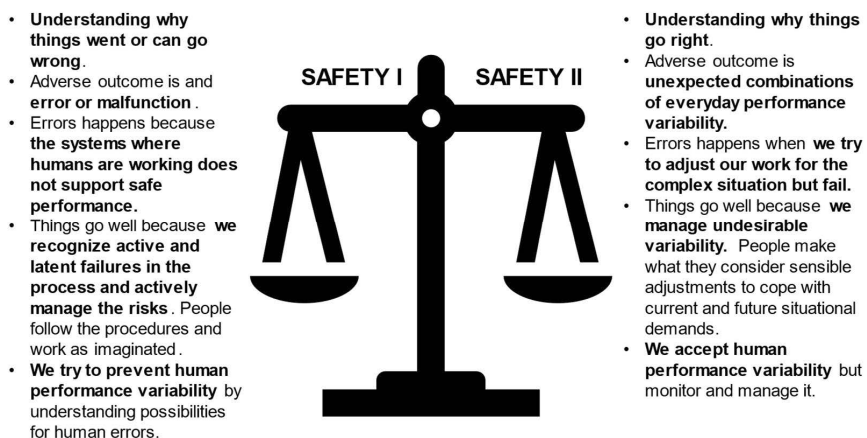 • Understanding why
things went or can go
wrong.
• Adverse outcome is and
error or malfunction .
• Errors happens because
the systems where
humans are working does
not support safe
performance.
• Things go well because we
recognize active and
latent failures in the
process and actively
manage the risks . People
follow the procedures and
work as imaginated .
• We try to prevent human
performance variability by
understanding possibilities
for human errors.
SAFETY I
SAFETY II
• Understanding why things
go right.
• Adverse outcome is
unexpected combinations
of everyday performance
variability.
• Errors happens when we try
to adjust our work for the
complex situation but fail.
• Things go well because we
manage undesirable
variability. People make
what they consider sensible
adjustments to cope with
current and future situational
demands.
• We accept human
performance variability but
monitor and manage it.